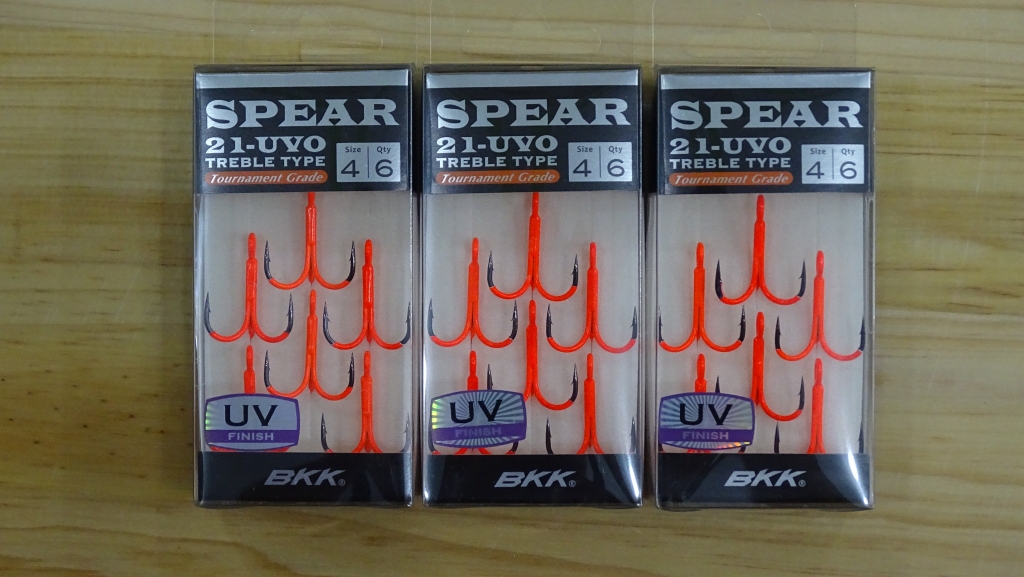 SPEAR
21-UVO
TREBLE TYPE
Tournament Grade
Size Qty
4 6
UV
FINISH
BKK®
SPEAR
21-UVO
TREBLE TYPE
Tournament Grade
Size Qty
4 6
UV
FINISH
BKK®
SPEAR
21-UVO
TREBLE TYPE
Tournament Grade
Size Qty
4 6
UV
FINISH
BKK®